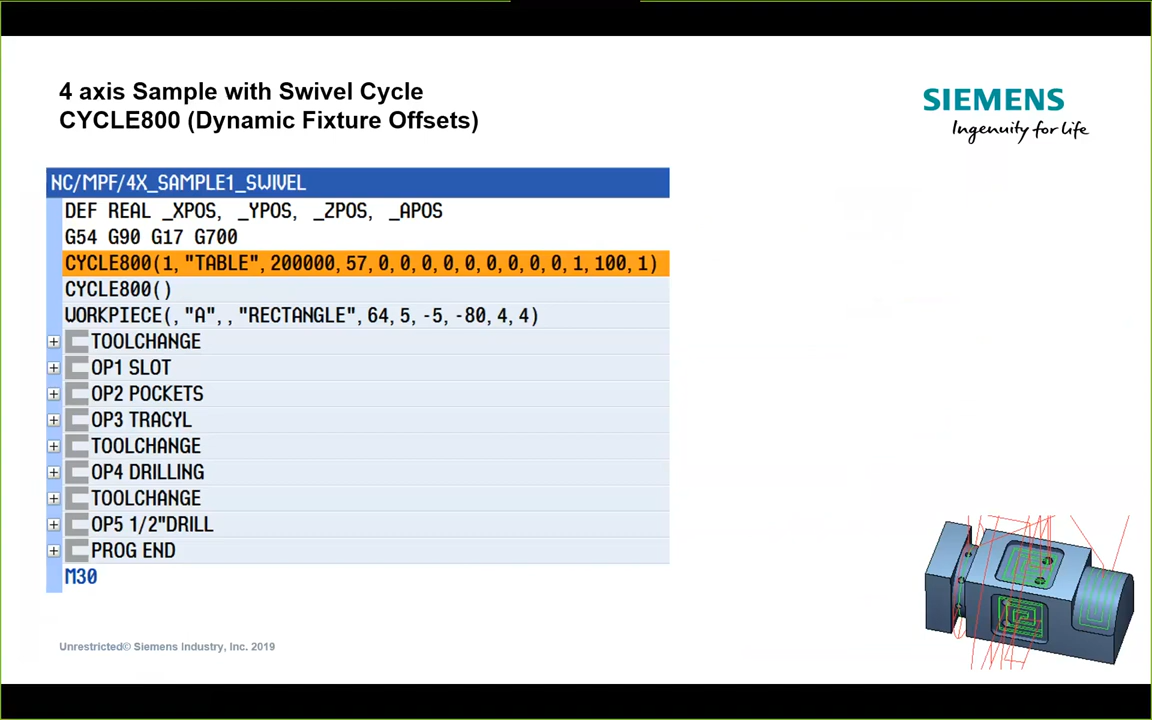 4 axis Sample with Swivel Cycle
CYCLE800 (Dynamic Fixture Offsets)
SIEMENS
Ingenuity for life
NC/MPF/4X_SAMPLE1_SWIVEL
DEF REAL _XPOS, _YPOS, _ZPOS, _APOS
G54 G90 G17 G700
CYCLE800(1,"TABLE",200000,57,0,0,0,0,0,0,0,0,0,1,100,1)
CYCLE800()
WORKPIECE(,"A",,"RECTANGLE",64,5,-5,-80,4,4)
TOOLCHANGE
OP1 SLOT
OP2 POCKETS
OP3 TRACYL
TOOLCHANGE
OP4 DRILLING
TOOLCHANGE
OP5 1/2"DRILL
PROG END
M30
Unrestricted© Siemens Industry, Inc. 2019